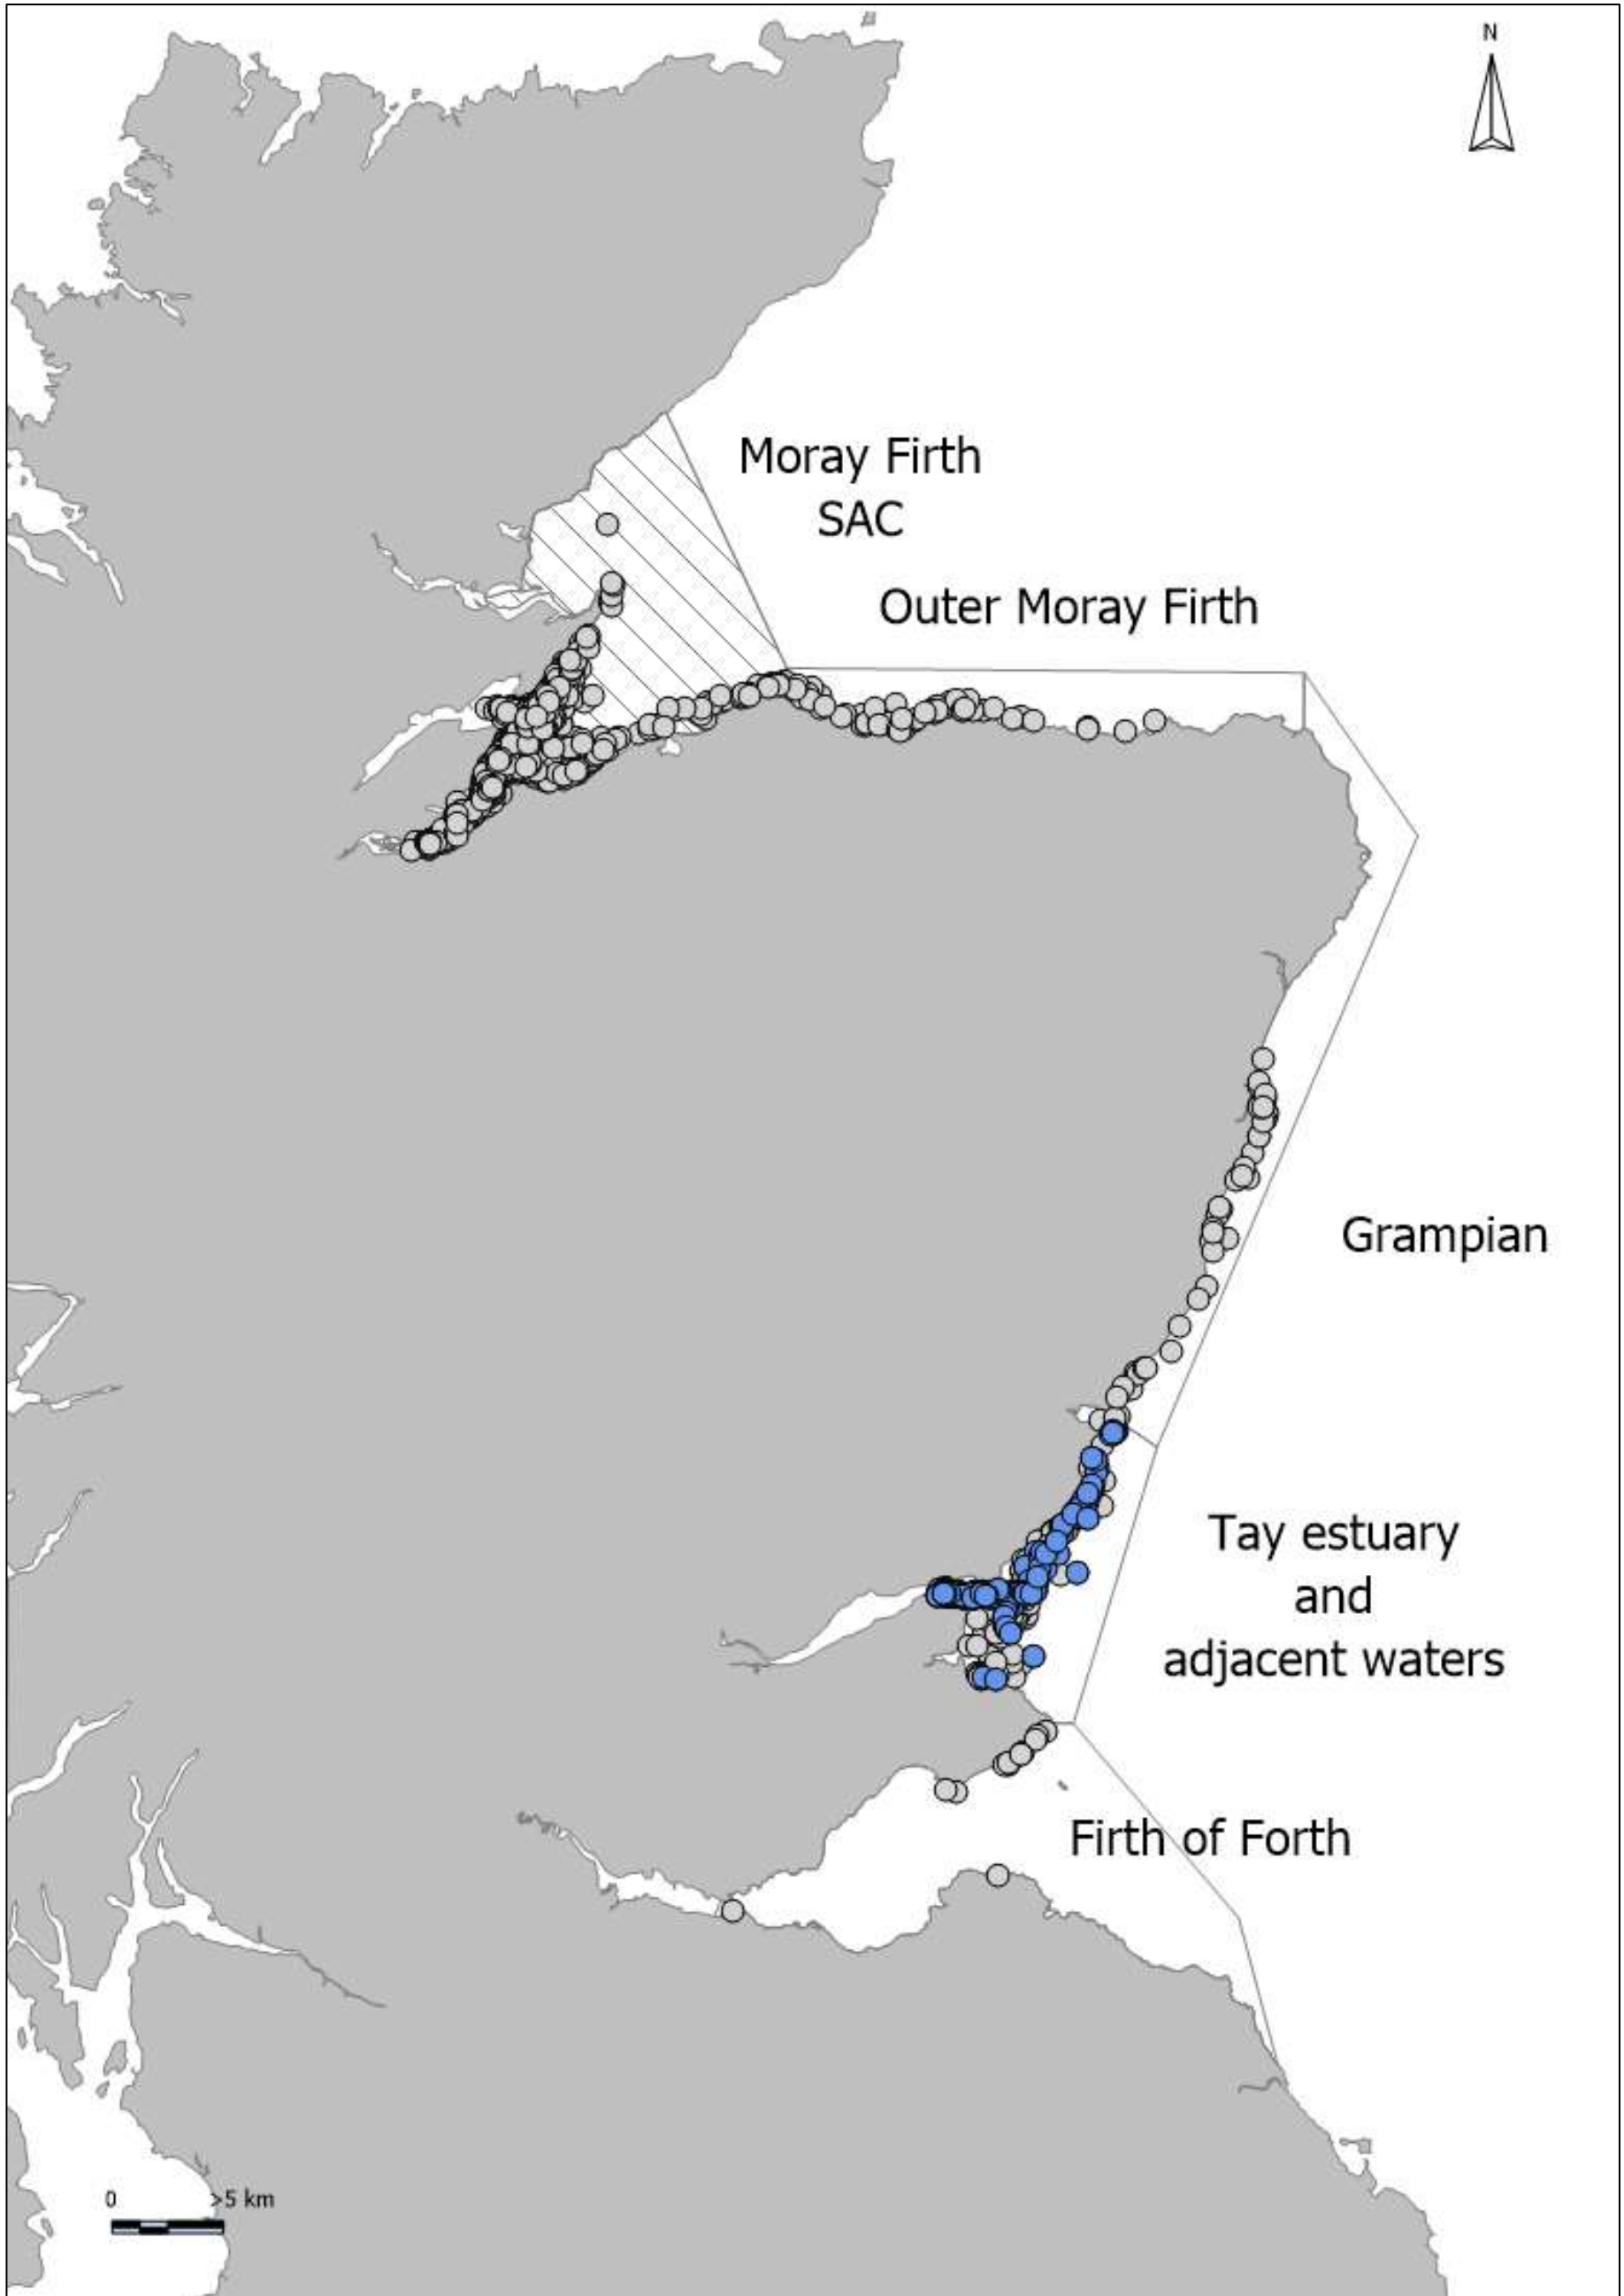 N
Moray Firth
SAC
Outer Moray Firth
Grampian
Tay estuary
and
adjacent waters
Firth of Forth
0 >5 km